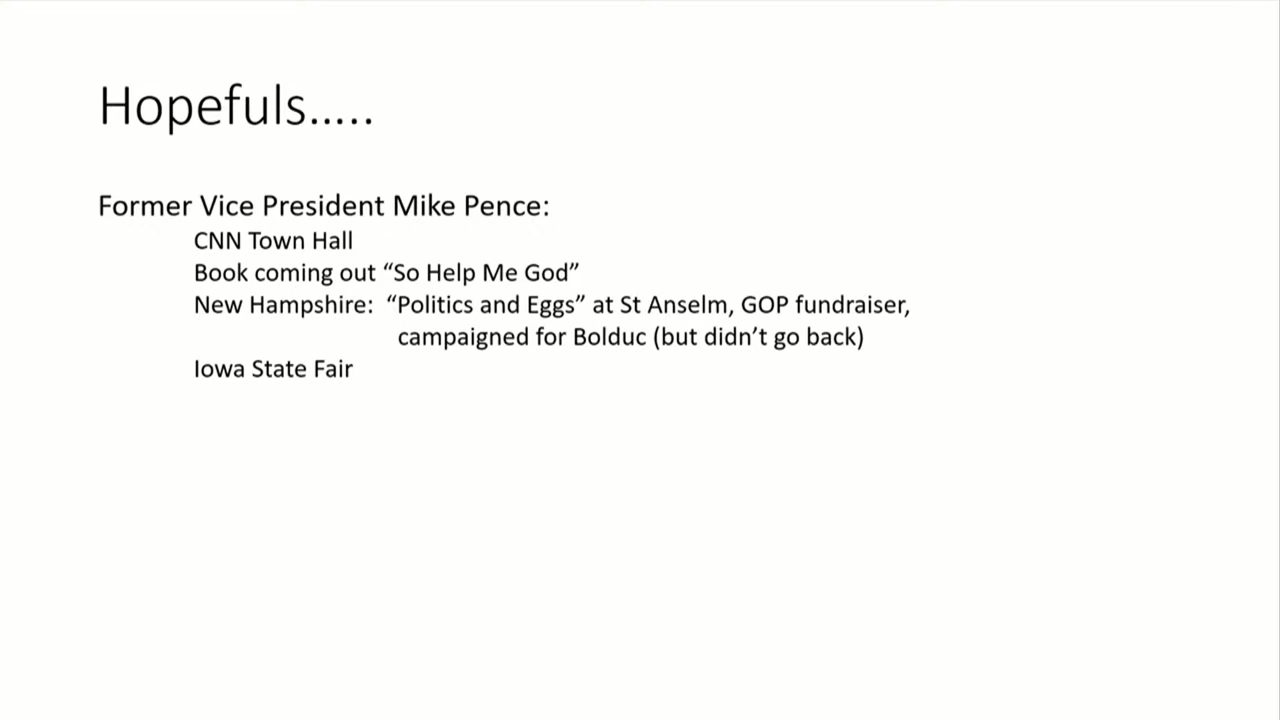 Hopefuls…..
Former Vice President Mike Pence:
CNN Town Hall
Book coming out “So Help Me God”
New Hampshire: “Politics and Eggs” at St Anselm, GOP fundraiser,
campaigned for Bolduc (but didn’t go back)
Iowa State Fair